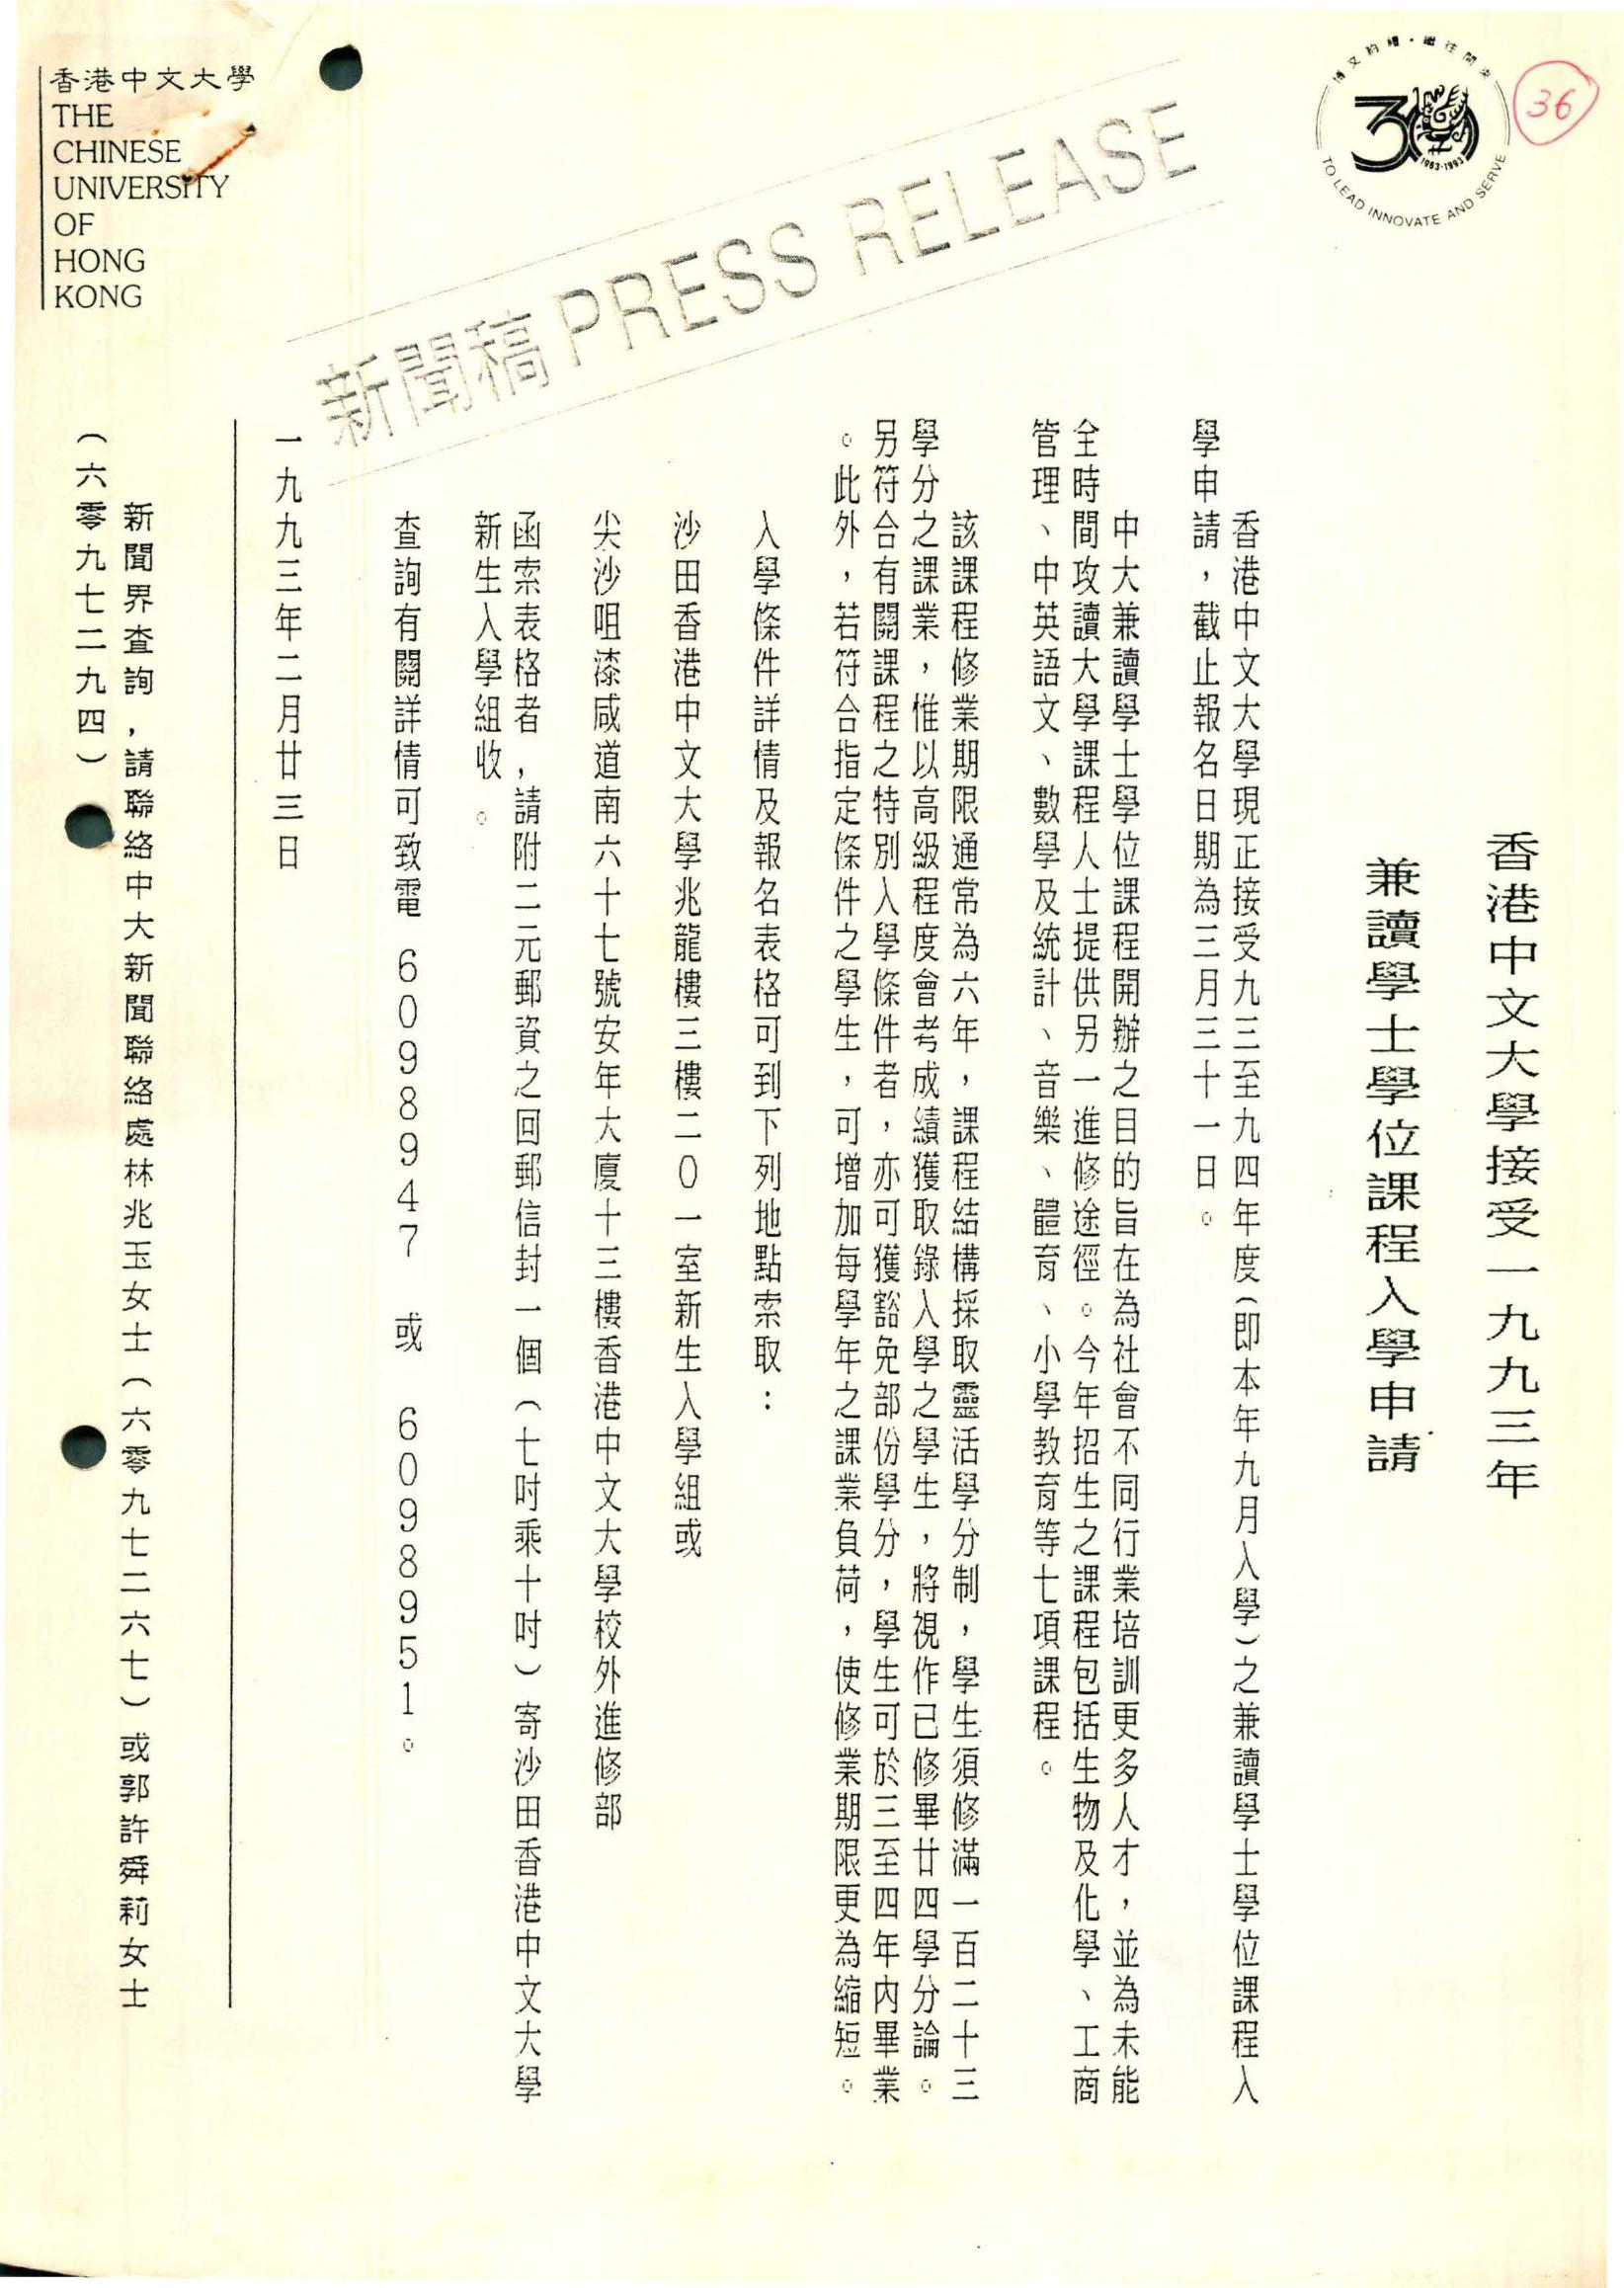 香港中文大學
THE
CHINESE
UNIVERSITY
OF
HONG
KONG
新聞稿 PRESS RELEASE
博文約禮・繼往開來
30
1963-1993
TO LEAD INNOVATE AND SERVE
36
香港中文大學接受一九九三年
兼讀學士學位課程入學申請
香港中文大學現正接受九三至九四年度(即本年九月入學)之兼讀學士學位課程入
學申請，截止報名日期為三月三十一日。
中大兼讀學士學位課程開辦之目的旨在為社會不同行業培訓更多人才，並為未能
全時間攻讀大學課程人士提供另一進修途徑。今年招生之課程包括生物及化學、工商
管理、中英語文、數學及統計、音樂、體育、小學教育等七項課程。
該課程修業期限通常為六年，課程結構採取靈活學分制，學生須修滿一百二十三
學分之課業，惟以高級程度會考成績獲取錄入學之學生，將視作已修畢廿四學分論。
另符合有關課程之特別入學條件者，亦可獲豁免部份學分，學生可於三至四年內畢業
。此外，若符合指定條件之學生，可增加每學年之課業負荷，使修業期限更為縮短。
入學條件詳情及報名表格可到下列地點索取：
沙田香港中文大學兆龍樓三樓二0一室新生入學組或
尖沙咀漆咸道南六十七號安年大廈十三樓香港中文大學校外進修部
函索表格者，請附二元郵資之回郵信封一個（七吋乘十吋）寄沙田香港中文大學
新生入學組收。
查詢有關詳情可致電 6098947 或 6098951。
一九九三年二月廿三日
新聞界查詢，請聯絡中大新聞聯絡處林兆玉女士（六零九七二六七）或郭許舜莉女士
（六零九七二九四）